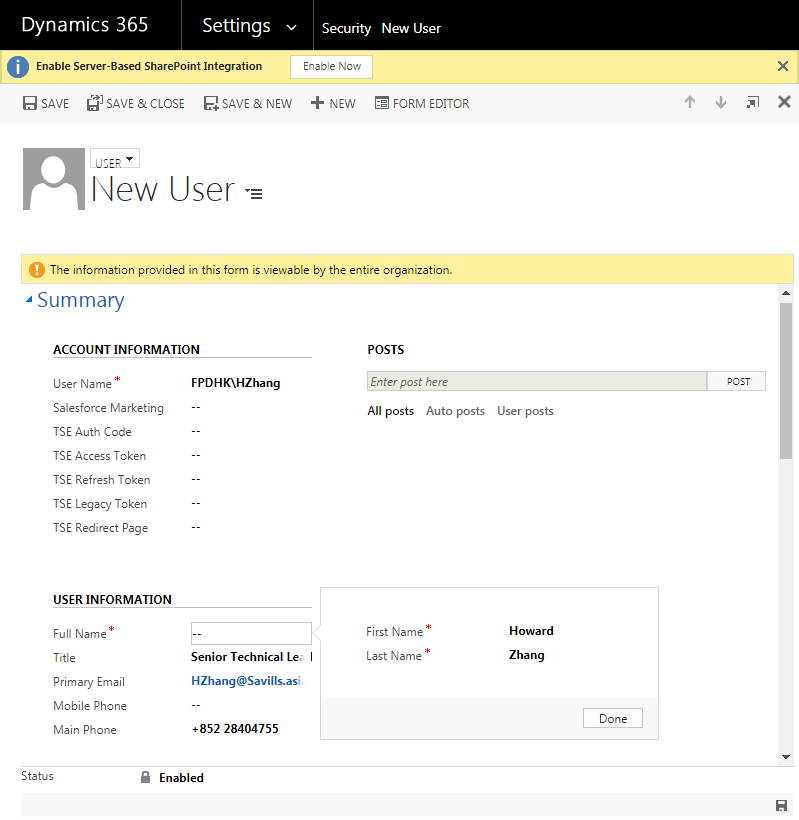 Dynamics 365 Settings Security New User
Enable Server-Based SharePoint Integration Enable Now
SAVE SAVE & CLOSE SAVE & NEW NEW FORM EDITOR
USER
New User
The information provided in this form is viewable by the entire organization.
Summary
ACCOUNT INFORMATION
User Name * FPDHK\HZhang
Salesforce Marketing --
TSE Auth Code --
TSE Access Token --
TSE Refresh Token --
TSE Legacy Token --
TSE Redirect Page --
POSTS
Enter post here POST
All posts Auto posts User posts
USER INFORMATION
Full Name * --
Title Senior Technical Lea
Primary Email HZhang@Savills.asia
Mobile Phone --
Main Phone +852 28404755
First Name * Howard
Last Name * Zhang
Done
Status Enabled